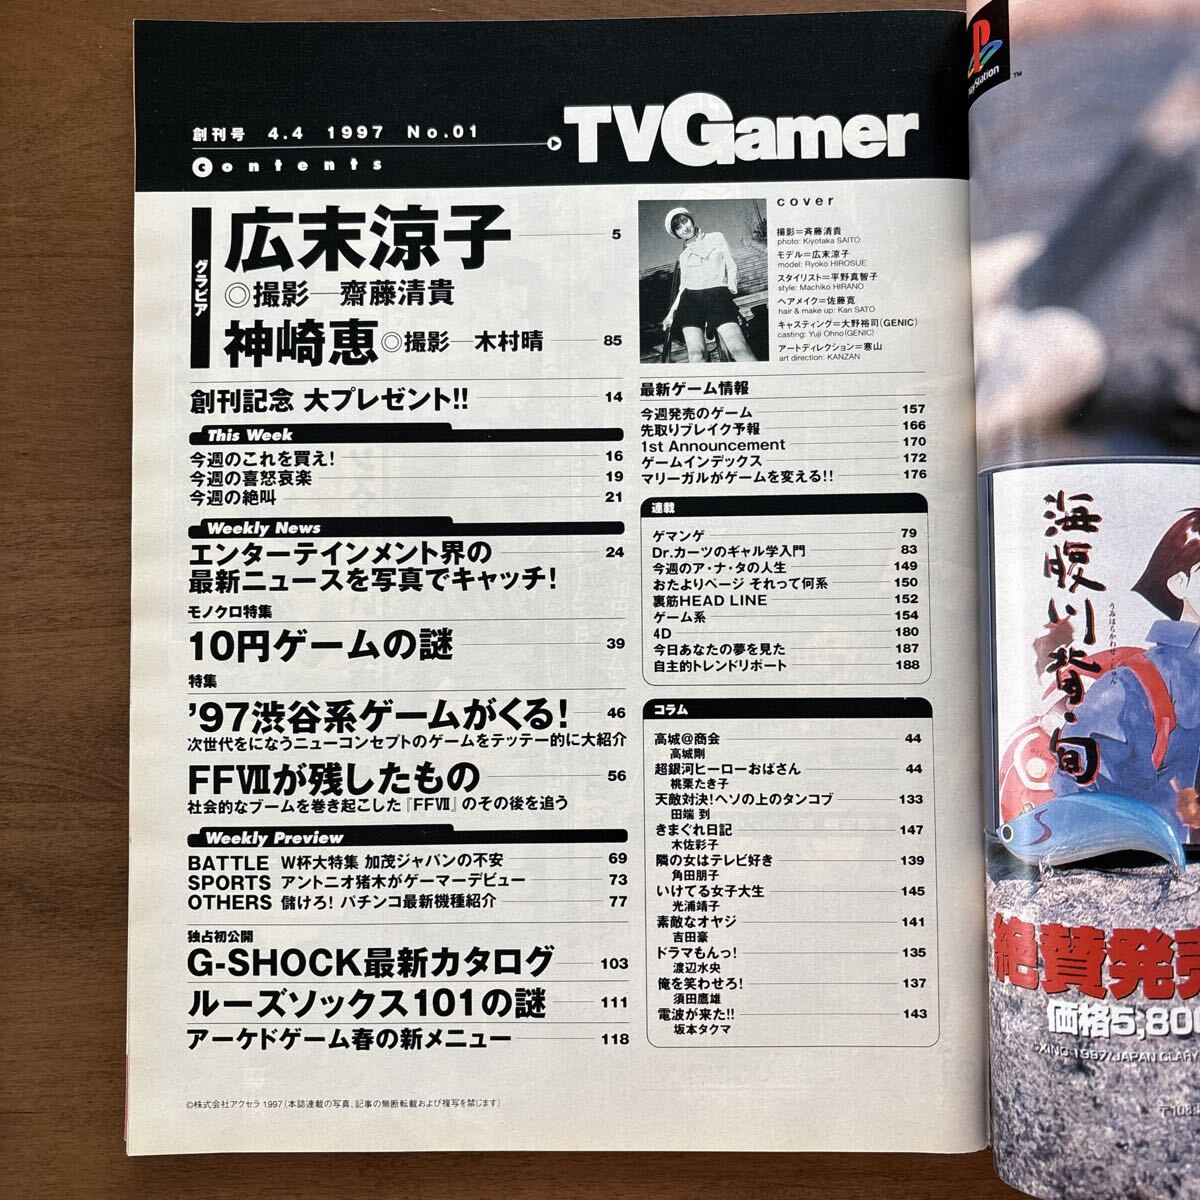 創刊号 4.4 1997 No.01
Contents
TVGamer
グラビア
広末涼子 5
◎撮影―齋藤清貴
神崎恵 ◎撮影―木村晴 85
創刊記念 大プレゼント!! 14
This Week
今週のこれを買え! 16
今週の喜怒哀楽 19
今週の絶叫 21
Weekly News
エンターテインメント界の 24
最新ニュースを写真でキャッチ!
モノクロ特集
10円ゲームの謎 39
特集
'97渋谷系ゲームがくる! 46
次世代をになうニューコンセプトのゲームをテッテー的に大紹介
FFⅦが残したもの 56
社会的なブームを巻き起こした『FFⅦ』のその後を追う
Weekly Preview
BATTLE W杯大特集 加茂ジャパンの不安 69
SPORTS アントニオ猪木がゲーマーデビュー 73
OTHERS 儲けろ! パチンコ最新機種紹介 77
独占初公開
G-SHOCK最新カタログ 103
ルーズソックス101の謎 111
アーケドゲーム春の新メニュー 118
©株式会社アクセラ1997(本誌連載の写真、記事の無断転載および複写を禁じます)
cover
撮影=斉藤清貴
photo: Kiyotaka SAITO
モデル=広末涼子
model: Ryoko HIROSUE
スタイリスト=平野真智子
style: Machiko HIRANO
ヘアメイク=佐藤寛
hair & make up: Kan SATO
キャスティング=大野裕司(GENIC)
casting: Yuji Ohno(GENIC)
アートディレクション=寒山
art direction: KANZAN
最新ゲーム情報
今週発売のゲーム 157
先取りブレイク予報 166
1st Announcement 170
ゲームインデックス 172
マリーガルがゲームを変える!! 176
連載
ゲマンゲ 79
Dr.カーツのギャル学入門 83
今週のア・ナ・タの人生 149
おたよりページ それって何系 150
裏筋HEAD LINE 152
ゲーム系 154
4D 180
今日あなたの夢を見た 187
自主的トレンドリポート 188
コラム
高城@商会 44
高城剛
超銀河ヒーローおばさん 44
桃栗たき子
天敵対決!ヘソの上のタンコブ 133
田端 到
きまぐれ日記 147
木佐彩子
隣の女はテレビ好き 139
角田朋子
いけてる女子大生 145
光浦靖子
素敵なオヤジ 141
吉田豪
ドラマもんっ! 135
渡辺水央
俺を笑わせろ! 137
須田鷹雄
電波が来た!! 143
坂本タクマ
PlayStation ™
海腹川背・旬
うみはらかわせ・しゅん
絶賛発売
価格5,800
©XING 1997/JAPAN CLARY
〒108